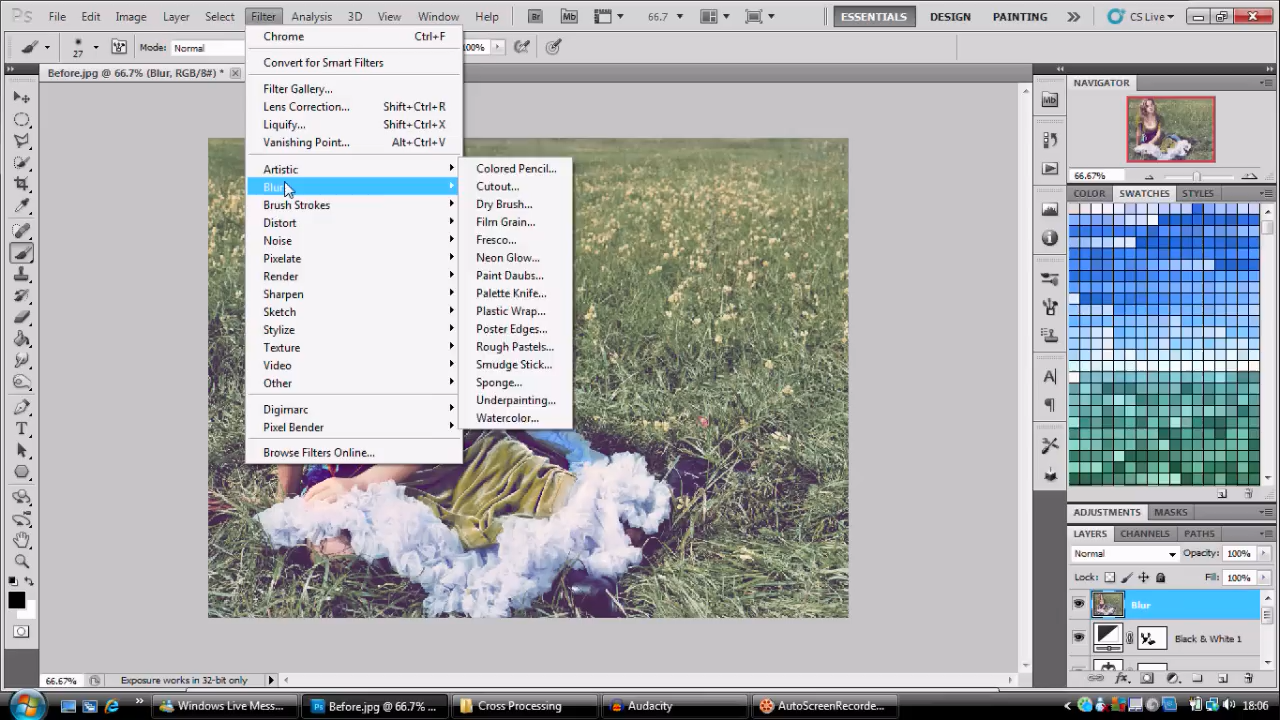 Ps File Edit Image Layer Select Filter Analysis 3D View Window Help Br Mb 66.7 ESSENTIALS DESIGN PAINTING CS Live
27 Mode: Normal 100%
Before.jpg @ 66.7% (Blur, RGB/8#) *
Chrome Ctrl+F
Convert for Smart Filters
Filter Gallery...
Lens Correction... Shift+Ctrl+R
Liquify... Shift+Ctrl+X
Vanishing Point... Alt+Ctrl+V
Artistic
Blur
Brush Strokes
Distort
Noise
Pixelate
Render
Sharpen
Sketch
Stylize
Texture
Video
Other
Digimarc
Pixel Bender
Browse Filters Online...
Colored Pencil...
Cutout...
Dry Brush...
Film Grain...
Fresco...
Neon Glow...
Paint Daubs...
Palette Knife...
Plastic Wrap...
Poster Edges...
Rough Pastels...
Smudge Stick...
Sponge...
Underpainting...
Watercolor...
Mb
NAVIGATOR
66.67%
COLOR SWATCHES STYLES
ADJUSTMENTS MASKS
LAYERS CHANNELS PATHS
Normal Opacity: 100%
Lock: Fill: 100%
Blur
Black & White 1
66.67% Exposure works in 32-bit only
Windows Live Mess... Ps Before.jpg @ 66.7% ... Cross Processing Audacity AutoScreenRecorde... 18:06